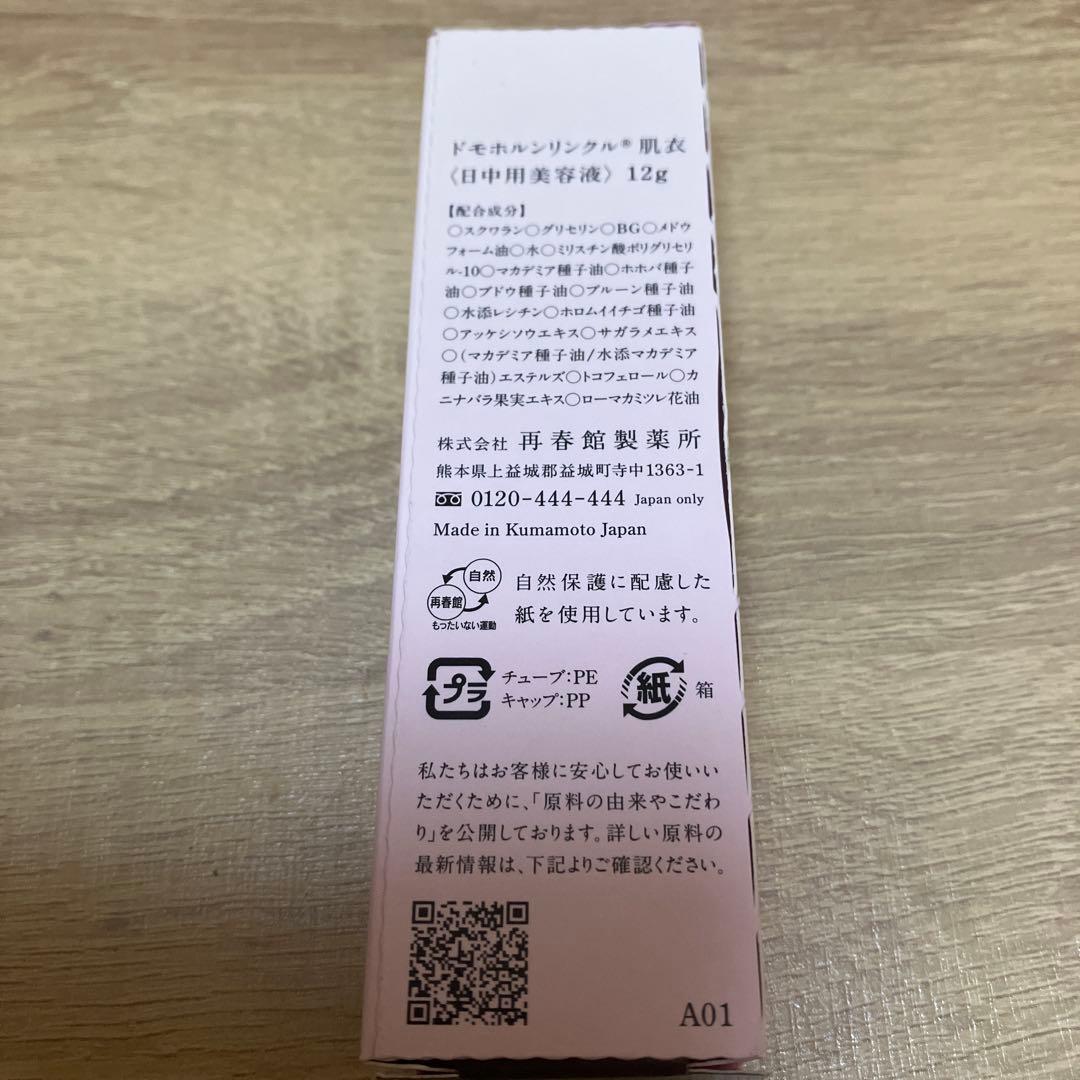 ドモホルンリンクル® 肌衣
〈日中用美容液〉 12g
【配合成分】
○スクワラン○グリセリン○BG○メドウ
フォーム油○水○ミリスチン酸ポリグリセリ
ル-10○マカデミア種子油○ホホバ種子
油○ブドウ種子油○プルーン種子油
○水添レシチン○ホロムイイチゴ種子油
○アッケシソウエキス○サガラメエキス
○(マカデミア種子油/水添マカデミア
種子油)エステルズ○トコフェロール○カ
ニナバラ果実エキス○ローマカミツレ花油
株式会社 再春館製薬所
熊本県上益城郡益城町寺中1363-1
0120-444-444 Japan only
Made in Kumamoto Japan
自然
再春館
もったいない運動
自然保護に配慮した
紙を使用しています。
プラ
チューブ:PE
キャップ:PP
紙
箱
私たちはお客様に安心してお使いい
ただくために、「原料の由来やこだわ
り」を公開しております。詳しい原料の
最新情報は、下記よりご確認ください。
A01